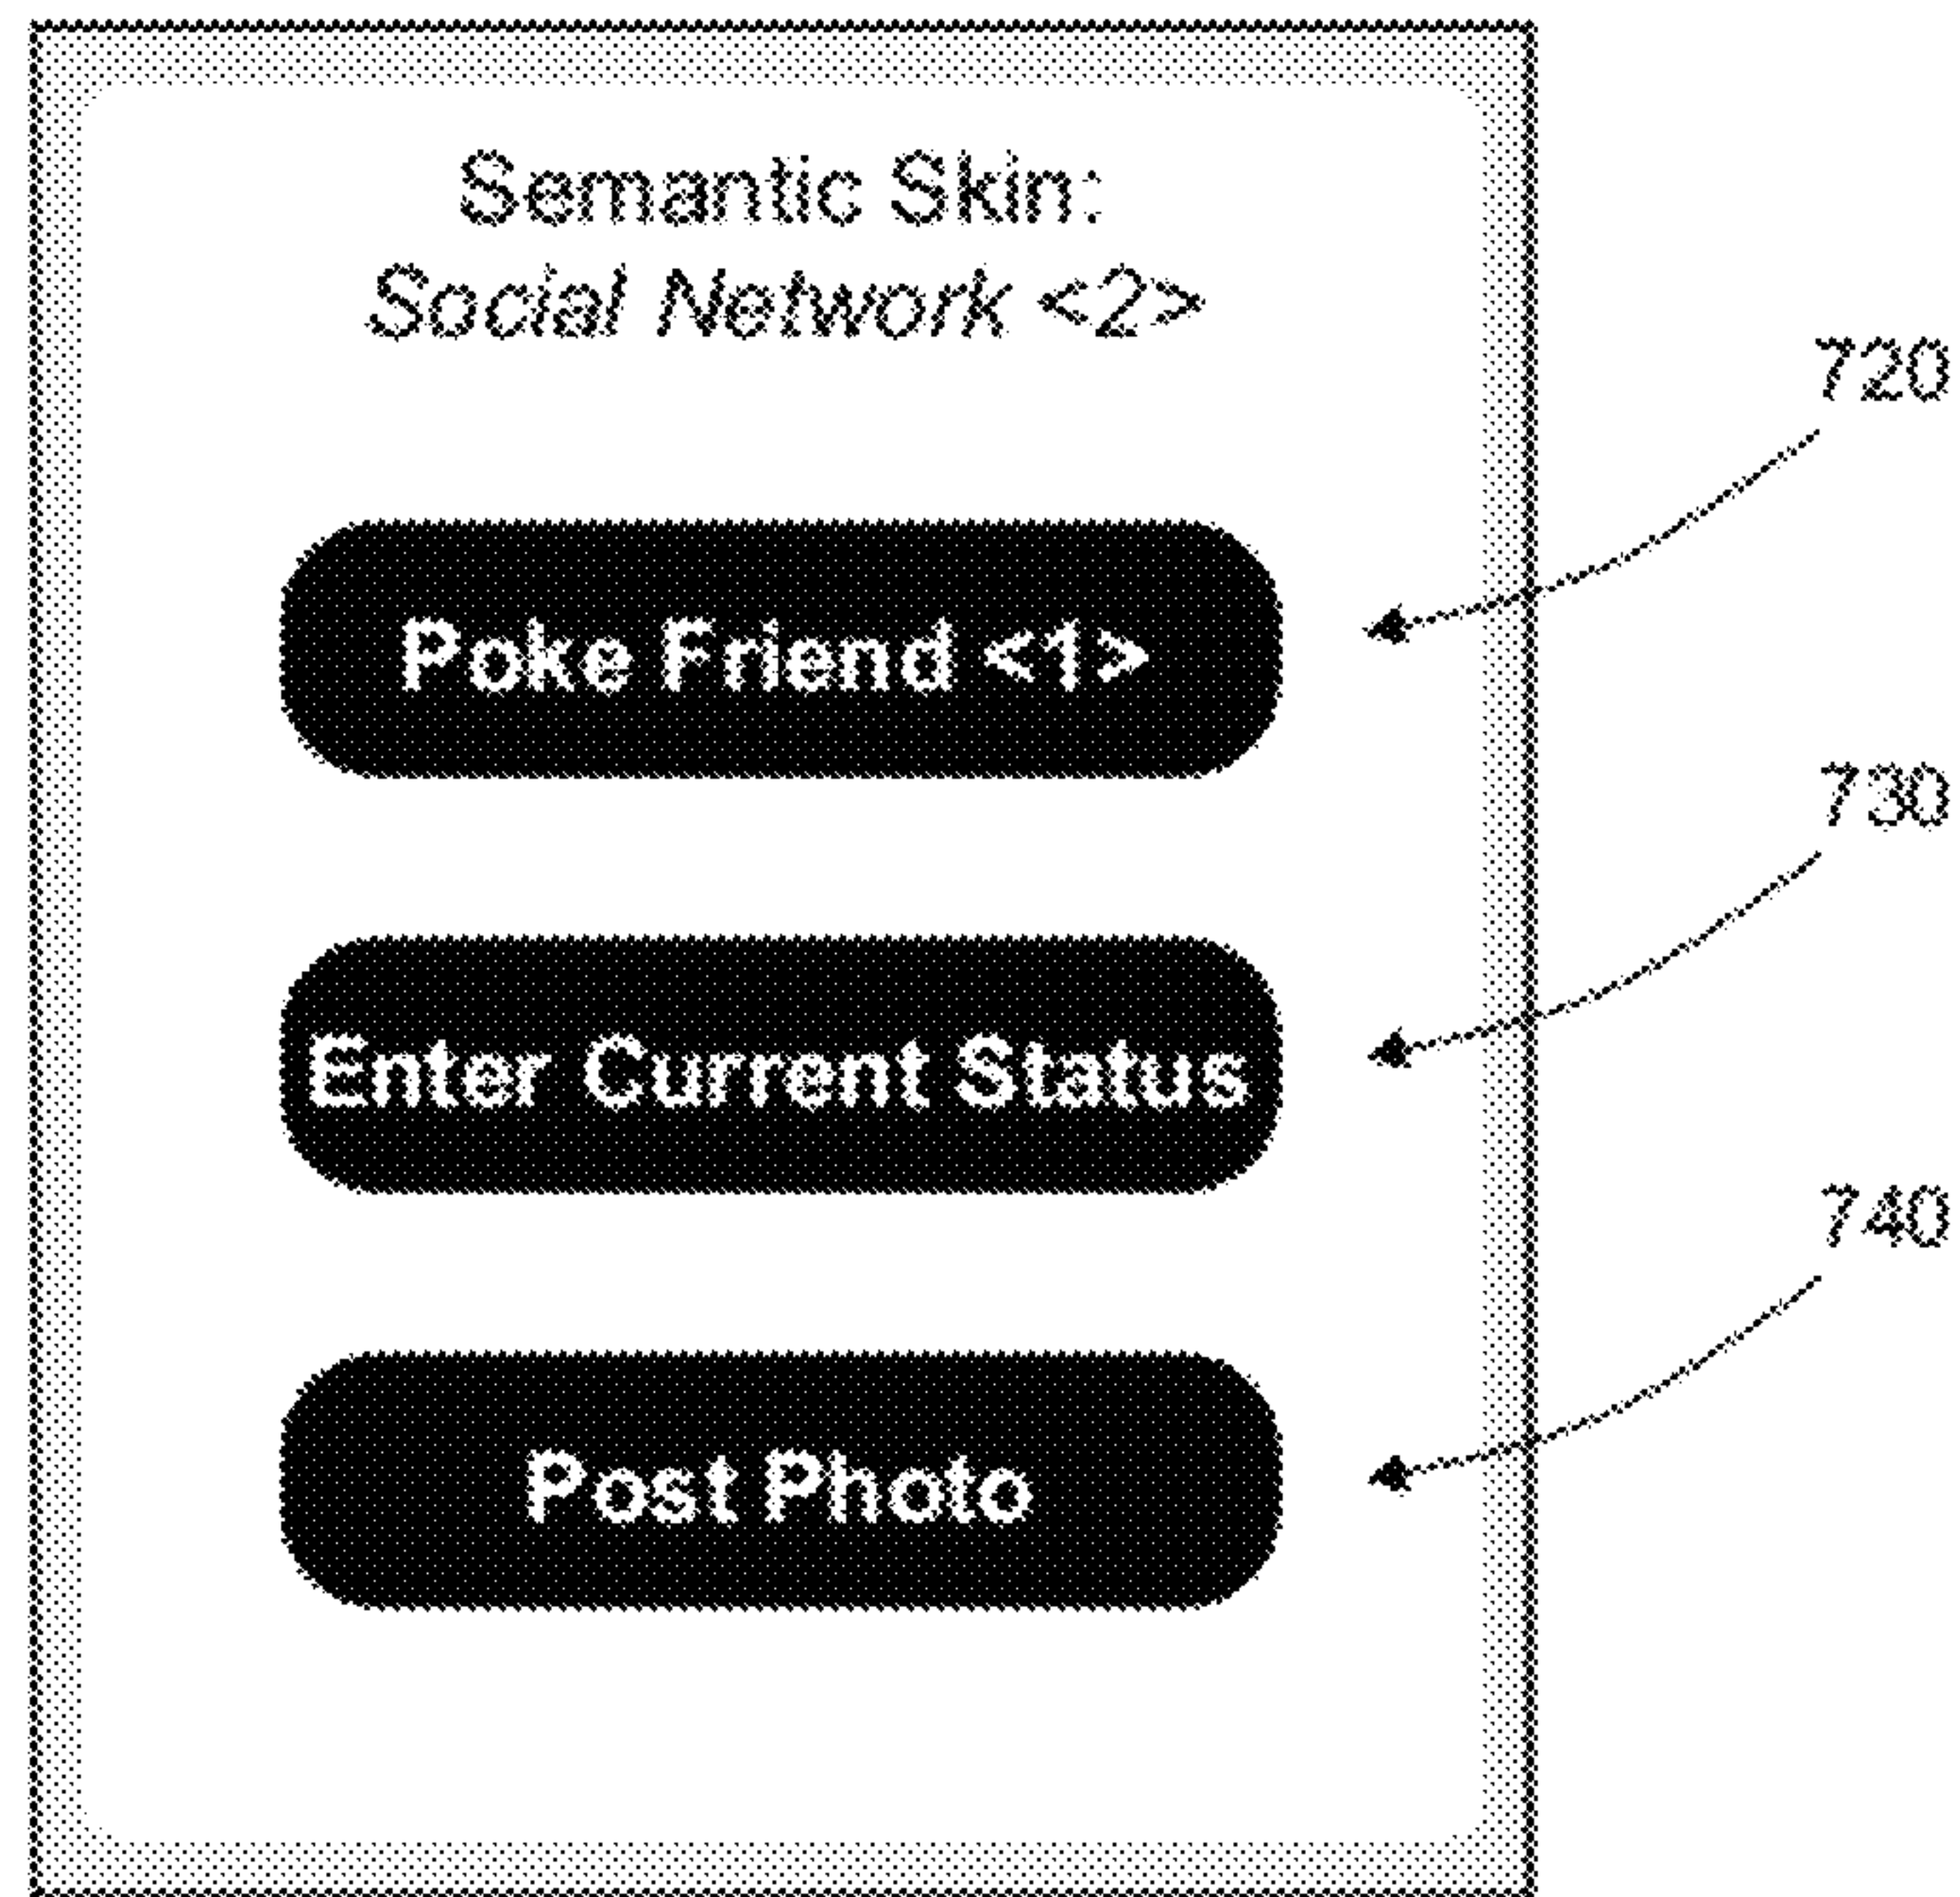 Semantic Skin:
Social Network <2>
720
Poke Friend <1>
730
Enter Current Status
740
Post Photo